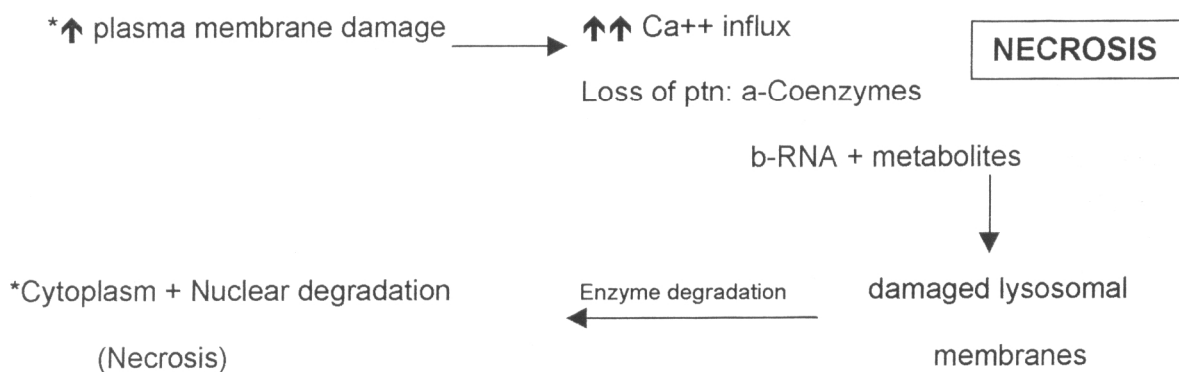 *↑ plasma membrane damage
↑↑ Ca++ influx
NECROSIS
Loss of ptn: a-Coenzymes
b-RNA + metabolites
*Cytoplasm + Nuclear degradation
Enzyme degradation
damaged lysosomal
(Necrosis)
membranes